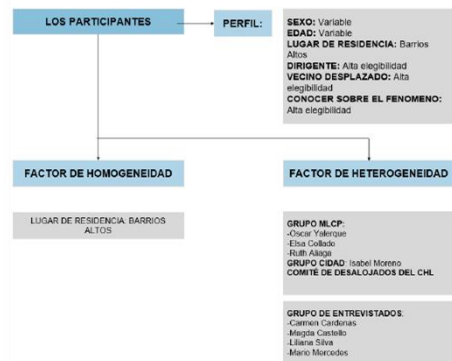 LOS PARTICIPANTES
PERFIL:
SEXO: Variable
EDAD: Variable
LUGAR DE RESIDENCIA: Barrios
Altos
DIRIGENTE: Alta elegibilidad
VECINO DESPLAZADO: Alta
elegibilidad
CONOCER SOBRE EL FENOMENO:
Alta elegibilidad
FACTOR DE HOMOGENEIDAD
FACTOR DE HETEROGENEIDAD
LUGAR DE RESIDENCIA: BARRIOS
ALTOS
GRUPO MLCP:
-Oscar Yalerque
-Elsa Collado
-Ruth Aliaga
GRUPO CIDAD: Isabel Moreno
COMITÉ DE DESALOJADOS DEL CHL
GRUPO DE ENTREVISTADOS:
-Carmen Cardenas
-Magda Castello
-Liliana Silva
-Mario Mercedes